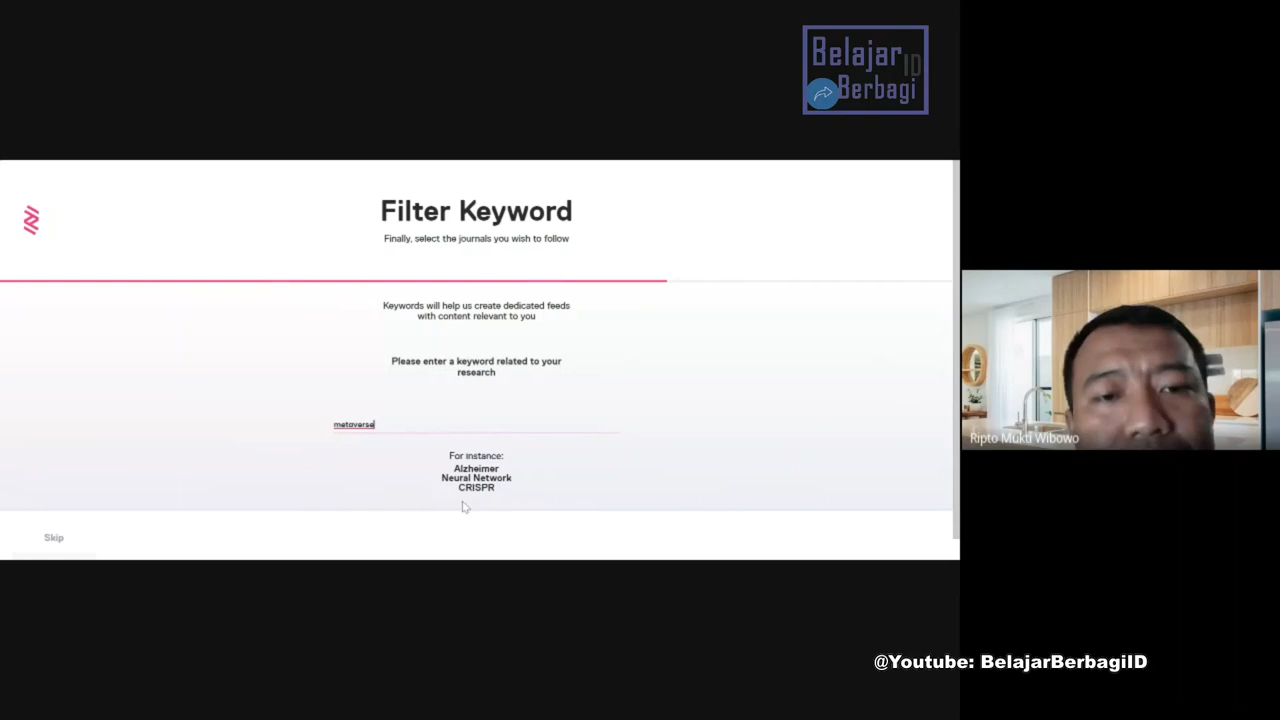 Belajar
ID
Berbagi
Filter Keyword
Finally, select the journals you wish to follow
Keywords will help us create dedicated feeds
with content relevant to you
Please enter a keyword related to your
research
metaverse
For instance:
Alzheimer
Neural Network
CRISPR
Skip
Ripto Mukti Wibowo
@Youtube: BelajarBerbagiID